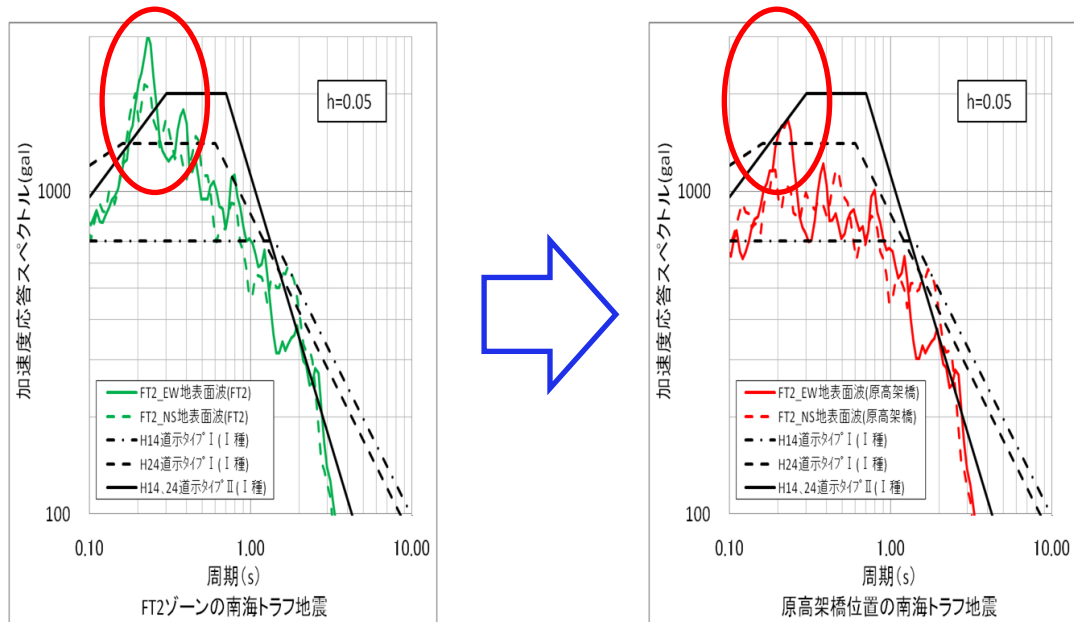 加速度応答スペクトル(gal)
1000
100
h=0.05
FT2_EW地表面波(FT2)
FT2_NS地表面波(FT2)
H14道示タイプⅠ(Ⅰ種)
H24道示タイプⅠ(Ⅰ種)
H14、24道示タイプⅡ(Ⅰ種)
0.10 1.00 10.00
周期(s)
FT2ゾーンの南海トラフ地震
加速度応答スペクトル(gal)
1000
100
h=0.05
FT2_EW地表面波(原高架橋)
FT2_NS地表面波(原高架橋)
H14道示タイプⅠ(Ⅰ種)
H24道示タイプⅠ(Ⅰ種)
H14、24道示タイプⅡ(Ⅰ種)
0.10 1.00 10.00
周期(s)
原高架橋位置の南海トラフ地震